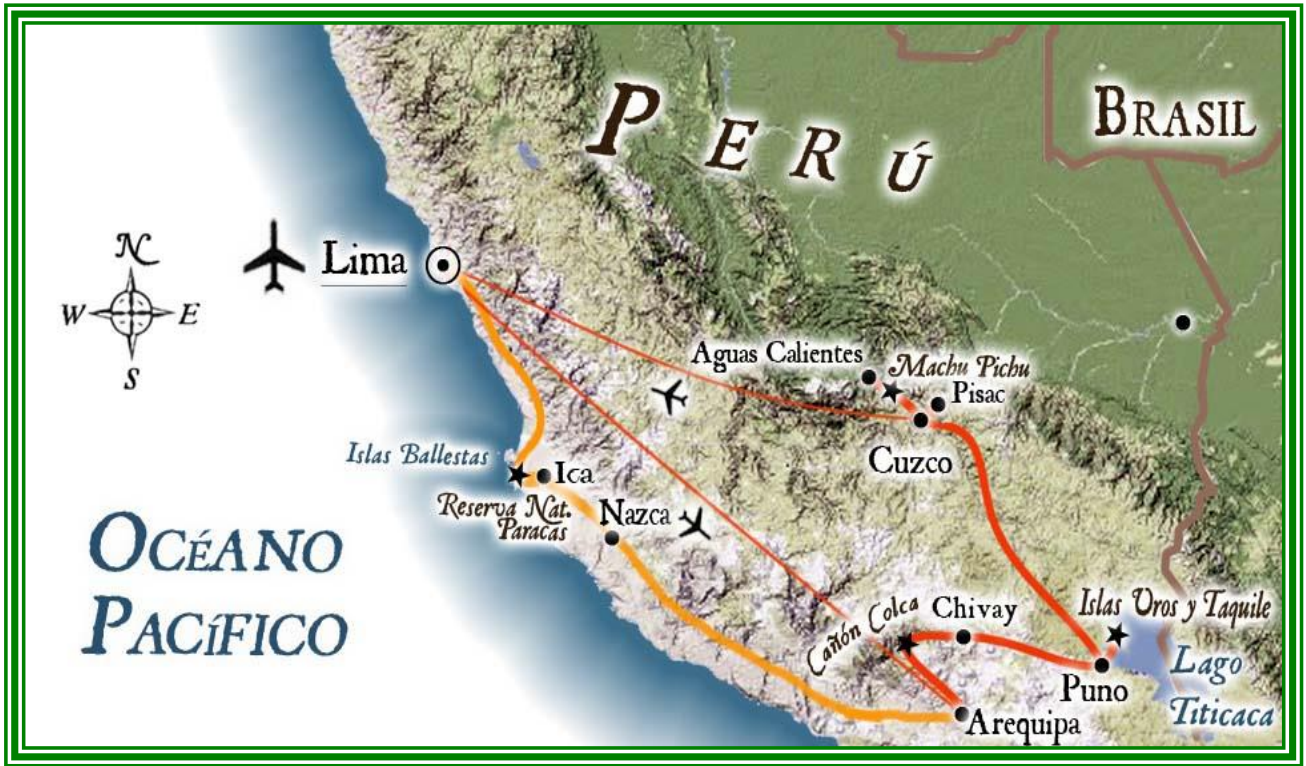 PERÚ
BRASIL
N
W E
S
Lima
Aguas Calientes
Machu Pichu
Pisac
Cuzco
Islas Ballestas
Ica
Reserva Nat.
Paracas
Nazca
OCÉANO
PACÍFICO
Cañón Colca
Chivay
Islas Uros y Taquile
Puno
Lago
Titicaca
Arequipa